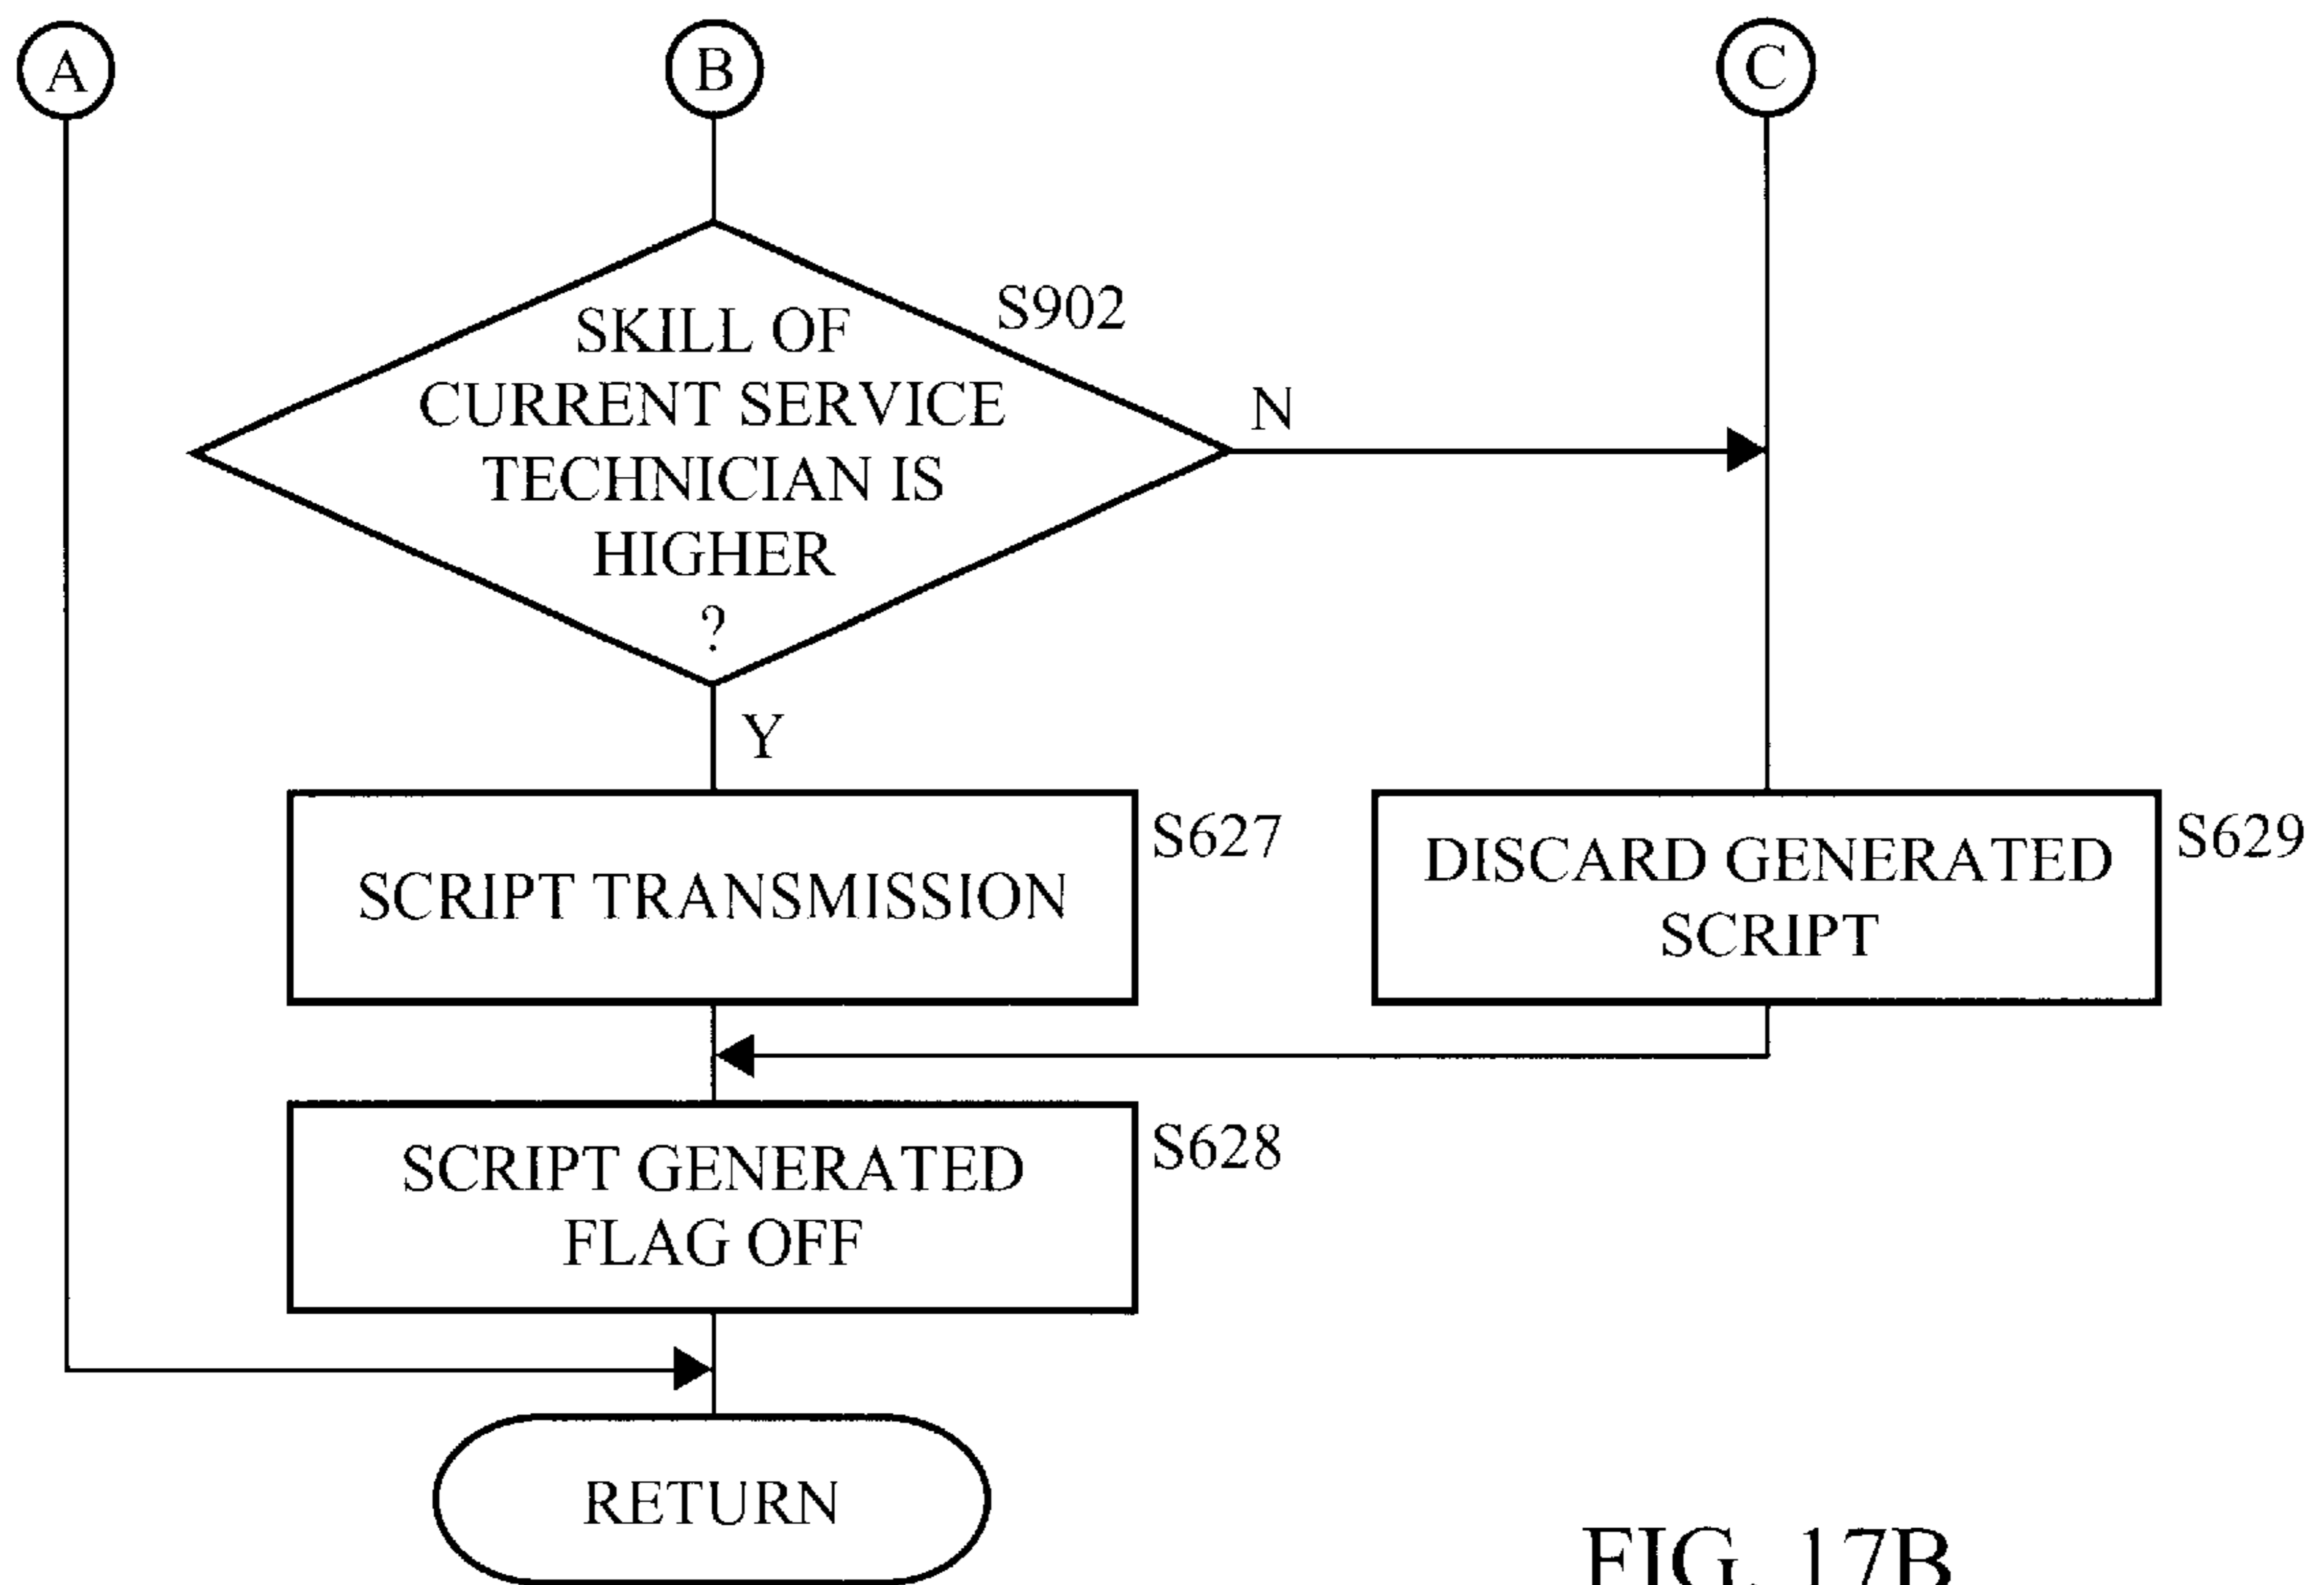 A
B
C
S902
SKILL OF
CURRENT SERVICE
TECHNICIAN IS
HIGHER
?
N
Y
S627
SCRIPT TRANSMISSION
S629
DISCARD GENERATED
SCRIPT
S628
SCRIPT GENERATED
FLAG OFF
RETURN
FIG. 17B